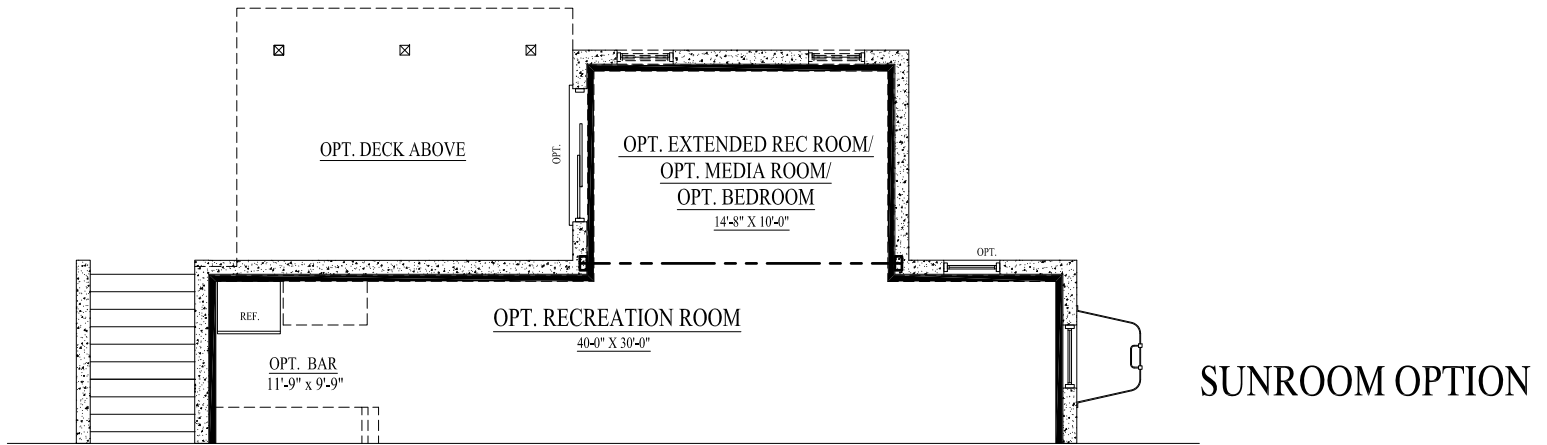 OPT. DECK ABOVE
OPT.
OPT. EXTENDED REC ROOM/
OPT. MEDIA ROOM/
OPT. BEDROOM
14'-8" X 10'-0"
OPT.
REF.
OPT. RECREATION ROOM
40-0" X 30'-0"
OPT. BAR
11'-9" x 9'-9"
SUNROOM OPTION